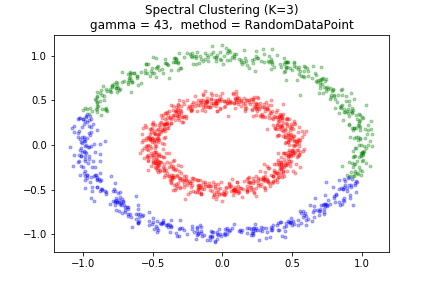 Spectral Clustering (K=3)
gamma = 43,  method = RandomDataPoint
1.0
0.5
0.0
−0.5
−1.0
−1.0 −0.5 0.0 0.5 1.0